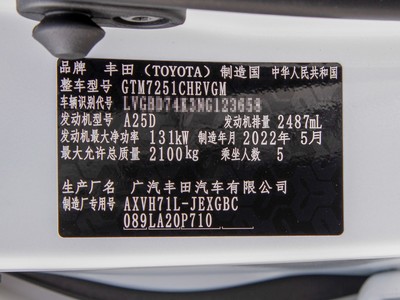 品牌 丰田(TOYOTA) 制造国 中华人民共和国
整车型号 GTM7251CHEVGM
车辆识别代号 LVGBD74K3NG123658
发动机型号 A25D 发动机排量 2487mL
发动机最大净功率 131kW 制造年月 2022年 5月
最大允许总质量 2100kg 乘坐人数 5
生产厂名 广汽丰田汽车有限公司
制造厂专用号 AXVH71L-JEXGBC
089LA20P710